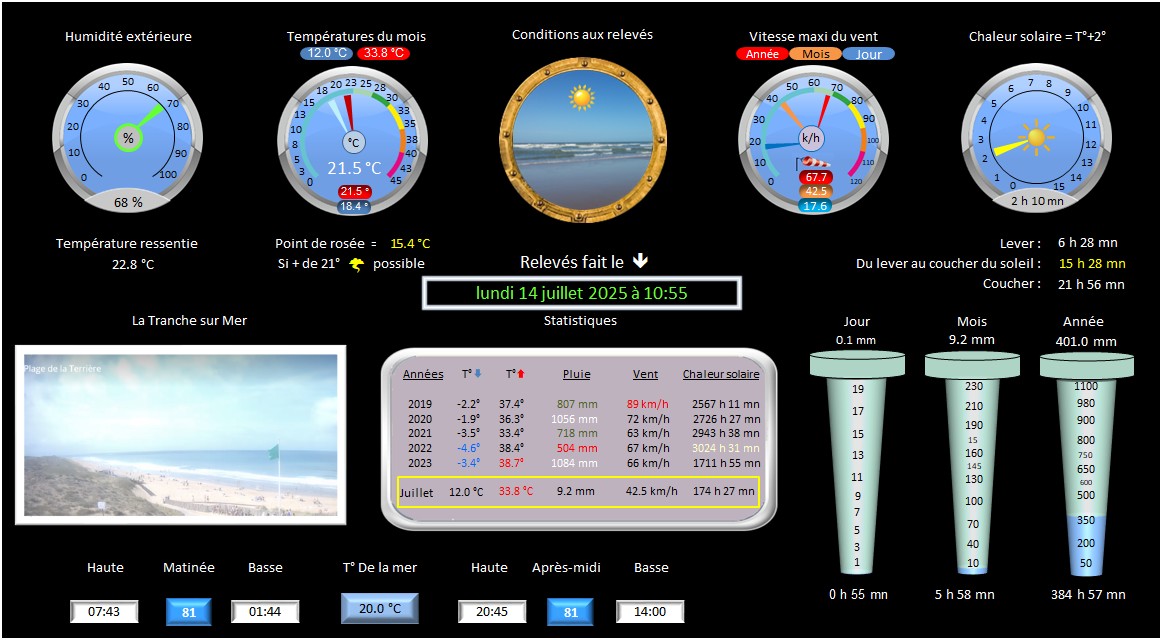 Humidité extérieure
Températures du mois
12.0 °C 33.8 °C
Conditions aux relevés
Vitesse maxi du vent
Année Mois Jour
Chaleur solaire = T°+2°
0 10 20 30 40 50 60 70 80 90 100
%
68 %
0 3 5 8 10 13 15 18 20 23 25 28 30 33 35 38 40 43 45
°C
21.5 °C
21.5 °
18.4 °
0 10 20 30 40 50 60 70 80 90 100 110 120
k/h
67.7
42.5
17.6
0 1 2 3 4 5 6 7 8 9 10 11 12 13 14 15
2 h 10 mn
Température ressentie
22.8 °C
Point de rosée = 15.4 °C
Si + de 21° possible
Relevés fait le
lundi 14 juillet 2025 à 10:55
Lever : 6 h 28 mn
Du lever au coucher du soleil : 15 h 28 mn
Coucher : 21 h 56 mn
La Tranche sur Mer
Plage de la Terrière
Statistiques
Années T° T° Pluie Vent Chaleur solaire
2019 -2.2° 37.4° 807 mm 89 km/h 2567 h 11 mn
2020 -1.9° 36.3° 1056 mm 72 km/h 2726 h 27 mn
2021 -3.5° 33.4° 718 mm 63 km/h 2943 h 38 mn
2022 -4.6° 38.4° 504 mm 67 km/h 3024 h 31 mn
2023 -3.4° 38.7° 1084 mm 66 km/h 1711 h 55 mn
Juillet 12.0 °C 33.8 °C 9.2 mm 42.5 km/h 174 h 27 mn
Jour
0.1 mm
19
17
15
13
11
9
7
5
3
1
0 h 55 mn
Mois
9.2 mm
230
210
190
15
160
145
130
100
70
40
10
5 h 58 mn
Année
401.0 mm
1100
980
900
800
750
650
600
500
350
200
50
384 h 57 mn
Haute Matinée Basse
07:43 81 01:44
T° De la mer
20.0 °C
Haute Après-midi Basse
20:45 81 14:00